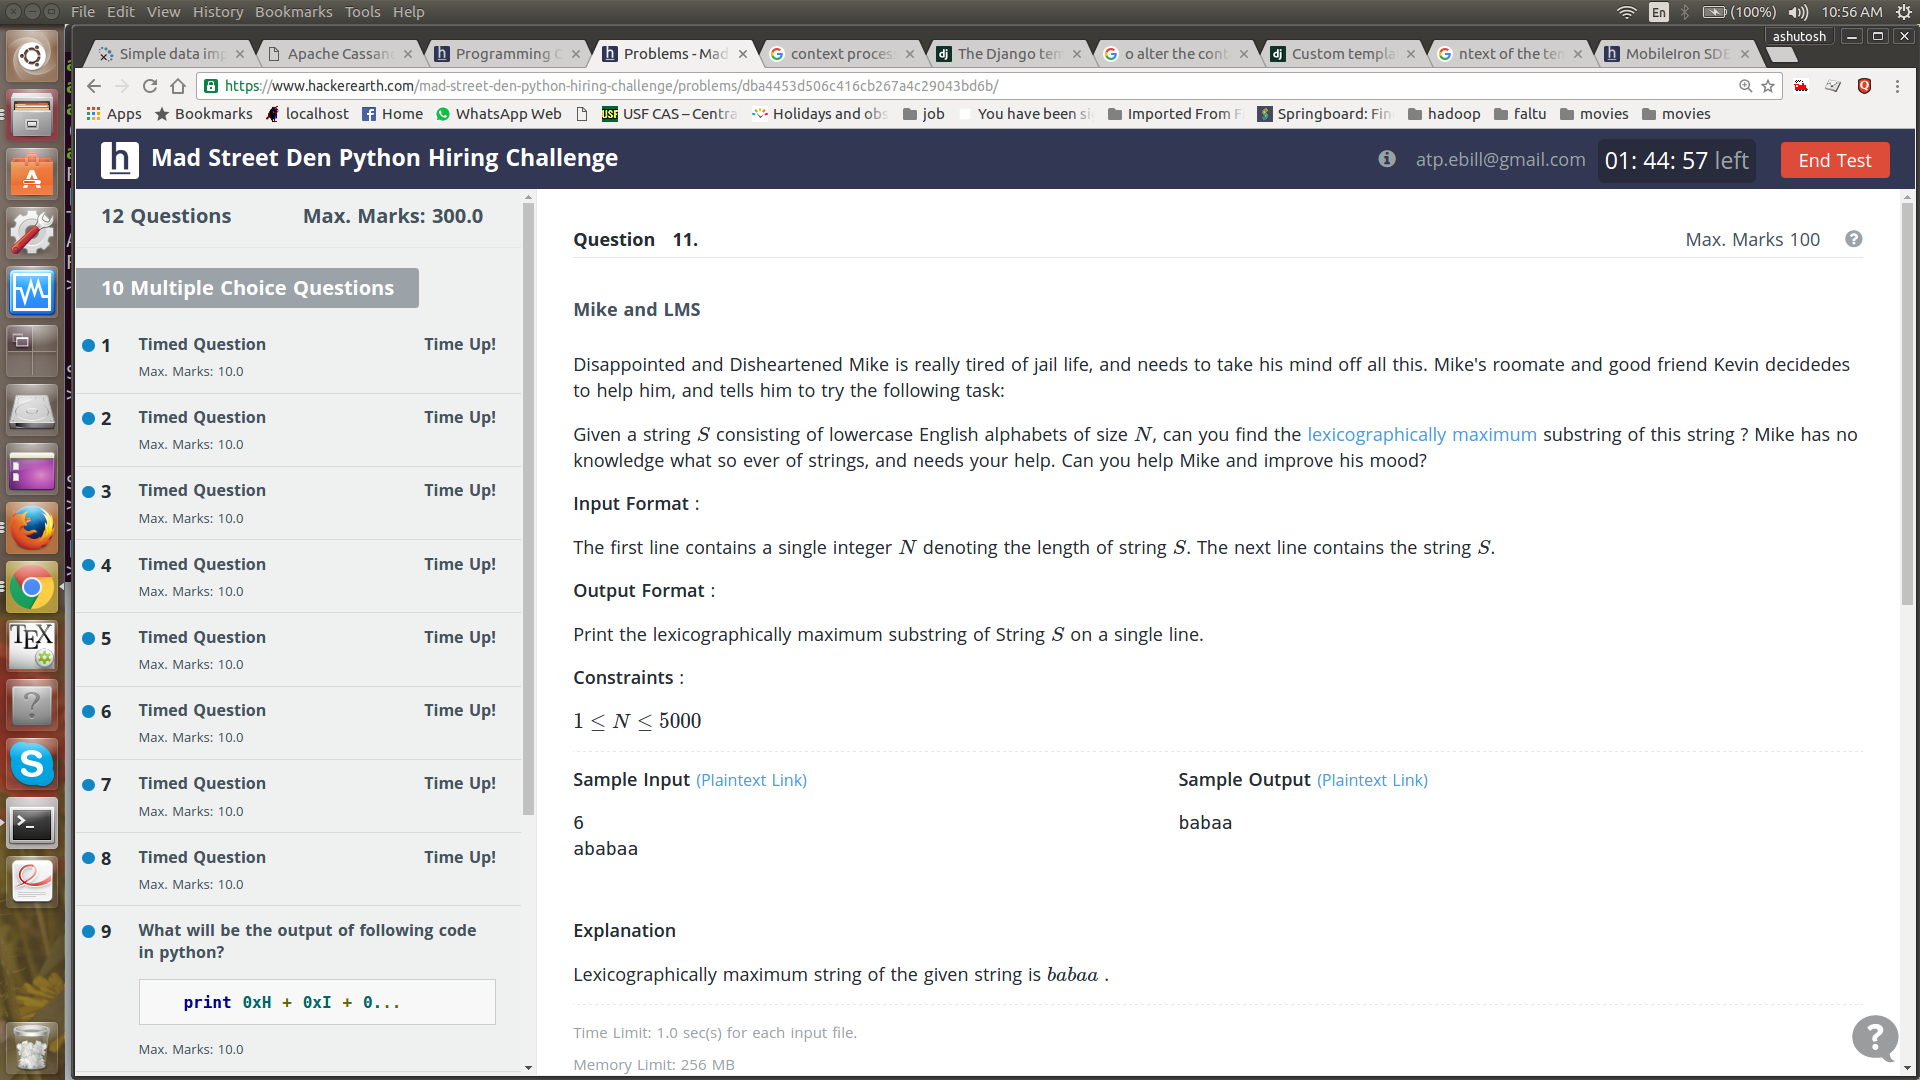 File Edit View History Bookmarks Tools Help
En (100%) 10:56 AM
ashutosh
Simple data imp
Apache Cassan
Programming C
Problems - Mad
context proces
The Django tem
o alter the cont
Custom templa
ntext of the ten
MobileIron SDE
https://www.hackerearth.com/mad-street-den-python-hiring-challenge/problems/dba4453d506c416cb267a4c29043bd6b/
Apps Bookmarks localhost Home WhatsApp Web USF CAS – Centra Holidays and obs job You have been si Imported From F Springboard: Fin hadoop faltu movies movies
h Mad Street Den Python Hiring Challenge
atp.ebill@gmail.com 01: 44: 57 left End Test
12 Questions Max. Marks: 300.0
10 Multiple Choice Questions
1 Timed Question Time Up!
Max. Marks: 10.0
2 Timed Question Time Up!
Max. Marks: 10.0
3 Timed Question Time Up!
Max. Marks: 10.0
4 Timed Question Time Up!
Max. Marks: 10.0
5 Timed Question Time Up!
Max. Marks: 10.0
6 Timed Question Time Up!
Max. Marks: 10.0
7 Timed Question Time Up!
Max. Marks: 10.0
8 Timed Question Time Up!
Max. Marks: 10.0
9 What will be the output of following code
in python?
print 0xH + 0xI + 0...
Max. Marks: 10.0
Question 11. Max. Marks 100
Mike and LMS
Disappointed and Disheartened Mike is really tired of jail life, and needs to take his mind off all this. Mike's roomate and good friend Kevin decidedes
to help him, and tells him to try the following task:
Given a string S consisting of lowercase English alphabets of size N, can you find the lexicographically maximum substring of this string ? Mike has no
knowledge what so ever of strings, and needs your help. Can you help Mike and improve his mood?
Input Format :
The first line contains a single integer N denoting the length of string S. The next line contains the string S.
Output Format :
Print the lexicographically maximum substring of String S on a single line.
Constraints :
1 ≤ N ≤ 5000
Sample Input (Plaintext Link) Sample Output (Plaintext Link)
6
ababaa
babaa
Explanation
Lexicographically maximum string of the given string is babaa .
Time Limit: 1.0 sec(s) for each input file.
Memory Limit: 256 MB